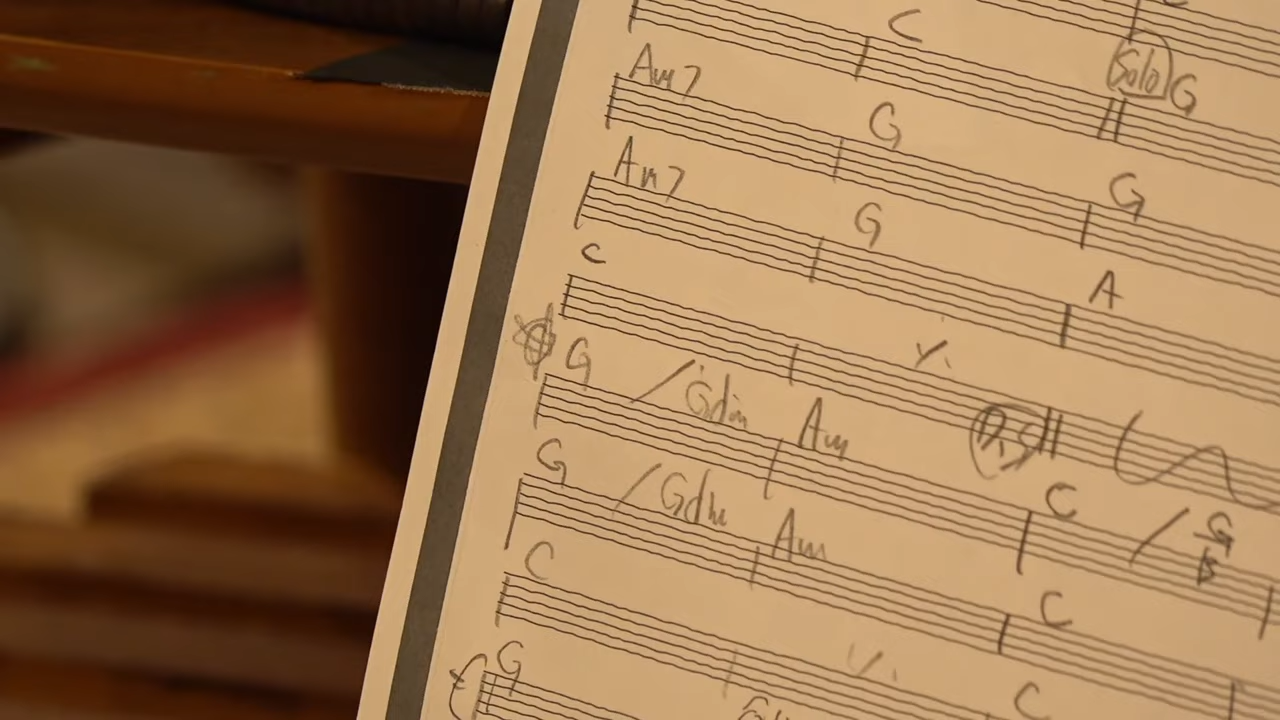 C
Solo G
Am7 G G
Am7 G A
C
G / Gdim Am D.S C / G B
G / Gdim Am C
C C
G